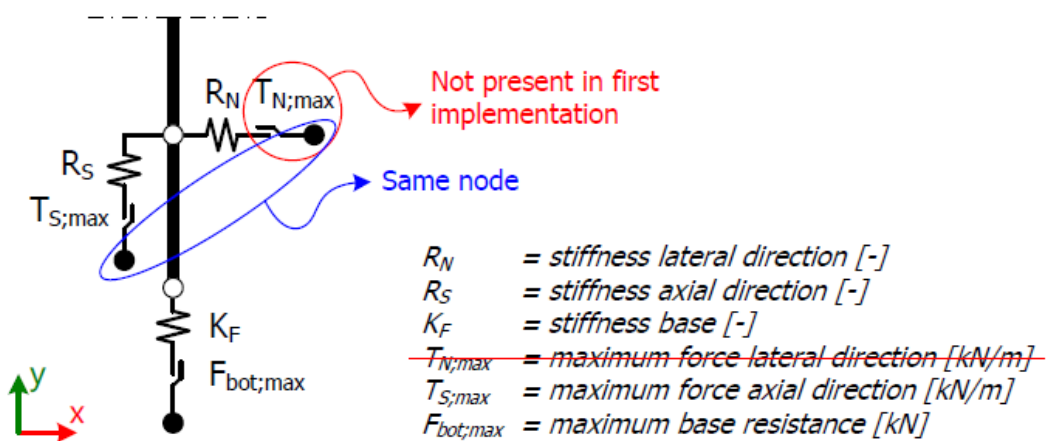 R_N T_N;max
Not present in first
implementation
R_S
Same node
T_S;max
K_F
F_bot;max
R_N = stiffness lateral direction [-]
R_S = stiffness axial direction [-]
K_F = stiffness base [-]
T_N;max = maximum force lateral direction [kN/m]
T_S;max = maximum force axial direction [kN/m]
F_bot;max = maximum base resistance [kN]
y
x